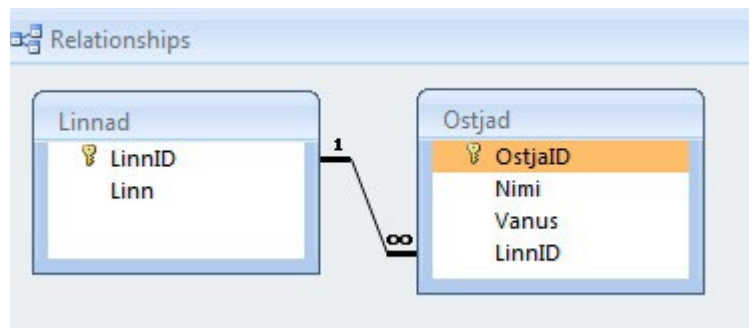 Relationships
Linnad
LinnID
Linn
1
∞
Ostjad
OstjaID
Nimi
Vanus
LinnID